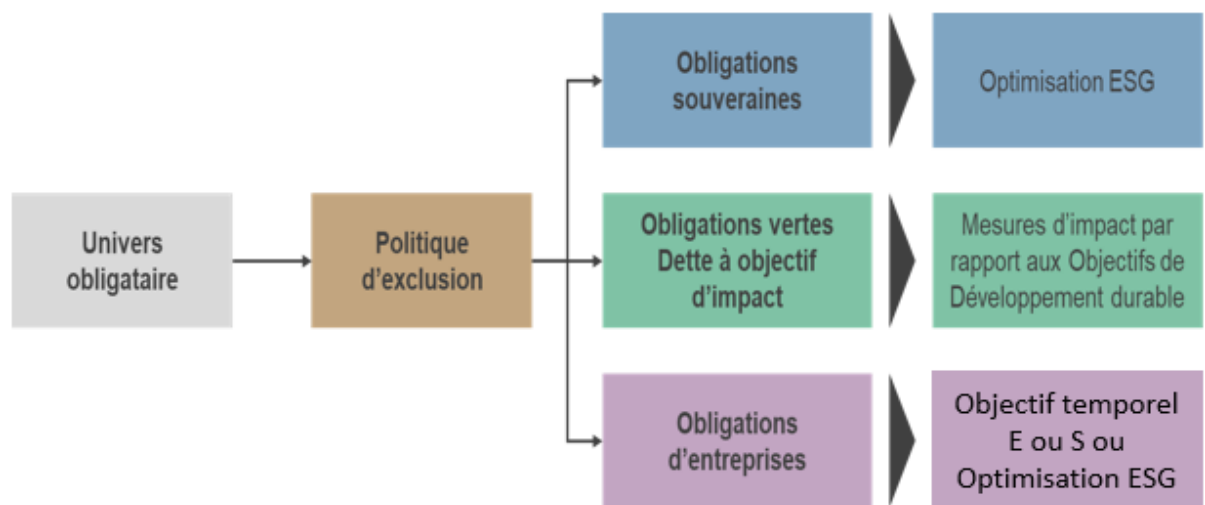 Univers
obligataire
Politique
d'exclusion
Obligations
souveraines
Optimisation ESG
Obligations vertes
Dette à objectif
d'impact
Mesures d'impact par
rapport aux Objectifs de
Développement durable
Obligations
d'entreprises
Objectif temporel
E ou S ou
Optimisation ESG